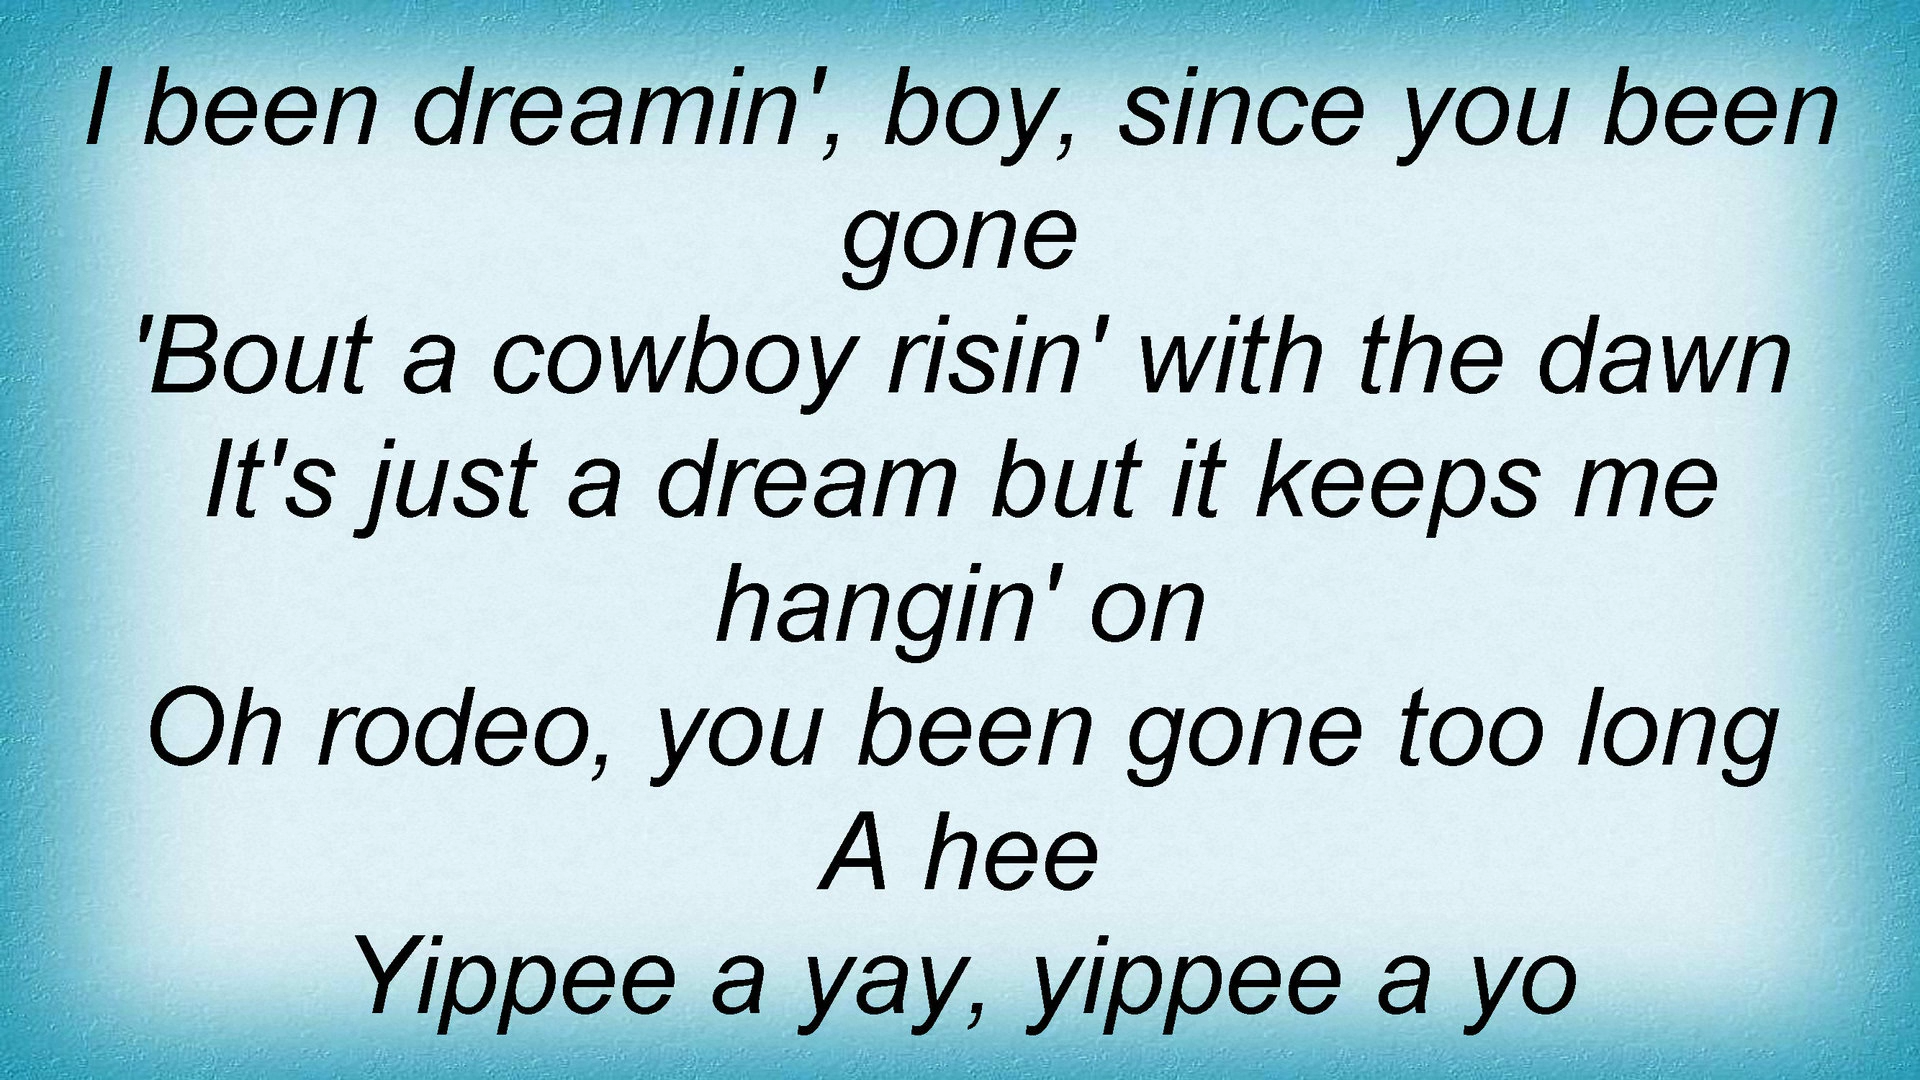 I been dreamin', boy, since you been
gone
'Bout a cowboy risin' with the dawn
It's just a dream but it keeps me
hangin' on
Oh rodeo, you been gone too long
A hee
Yippee a yay, yippee a yo